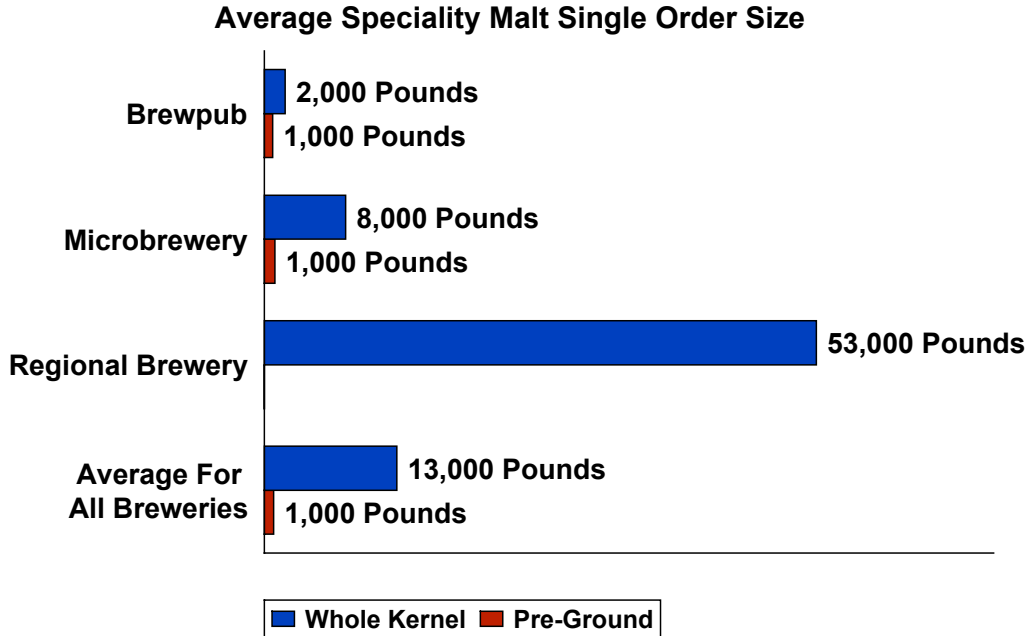 Average Speciality Malt Single Order Size
Brewpub
2,000 Pounds
1,000 Pounds
Microbrewery
8,000 Pounds
1,000 Pounds
Regional Brewery
53,000 Pounds
Average For
All Breweries
13,000 Pounds
1,000 Pounds
Whole Kernel Pre-Ground